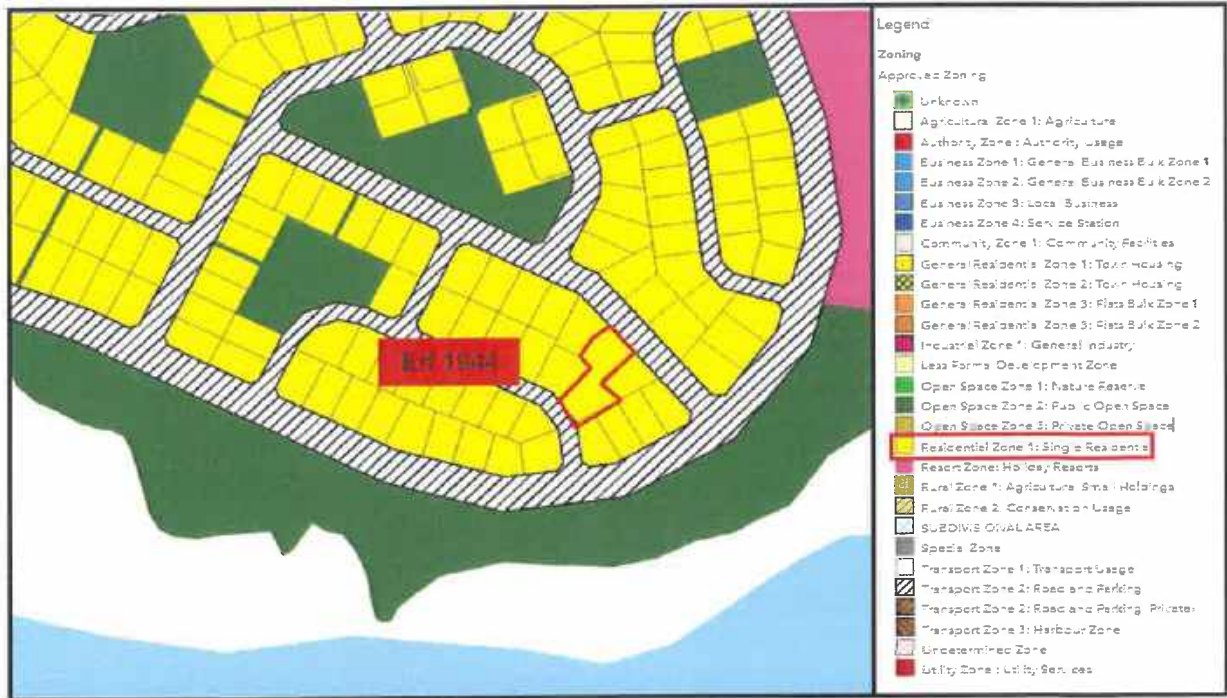 Erf 1944
Legend
Zoning
Approved Zoning
Unknown
Agricultural Zone 1: Agriculture
Authority Zone: Authority Usage
Business Zone 1: General Business Bulk Zone 1
Business Zone 2: General Business Bulk Zone 2
Business Zone 3: Local Business
Business Zone 4: Service Station
Community Zone 1: Community Facilities
General Residential Zone 1: Town Housing
General Residential Zone 2: Town Housing
General Residential Zone 3: Flats Bulk Zone 1
General Residential Zone 3: Flats Bulk Zone 2
Industrial Zone 1: General Industry
Less Formal Development Zone
Open Space Zone 1: Nature Reserve
Open Space Zone 2: Public Open Space
Open Space Zone 3: Private Open Space
Residential Zone 1: Single Residential
Resort Zone: Holiday Resorts
Rural Zone 1: Agricultural Small Holdings
Rural Zone 2: Conservation Usage
SUBDIVISIONAL AREA
Special Zone
Transport Zone 1: Transport Usage
Transport Zone 2: Road and Parking
Transport Zone 2: Road and Parking (Private)
Transport Zone 3: Harbour Zone
Undetermined Zone
Utility Zone: Utility Services